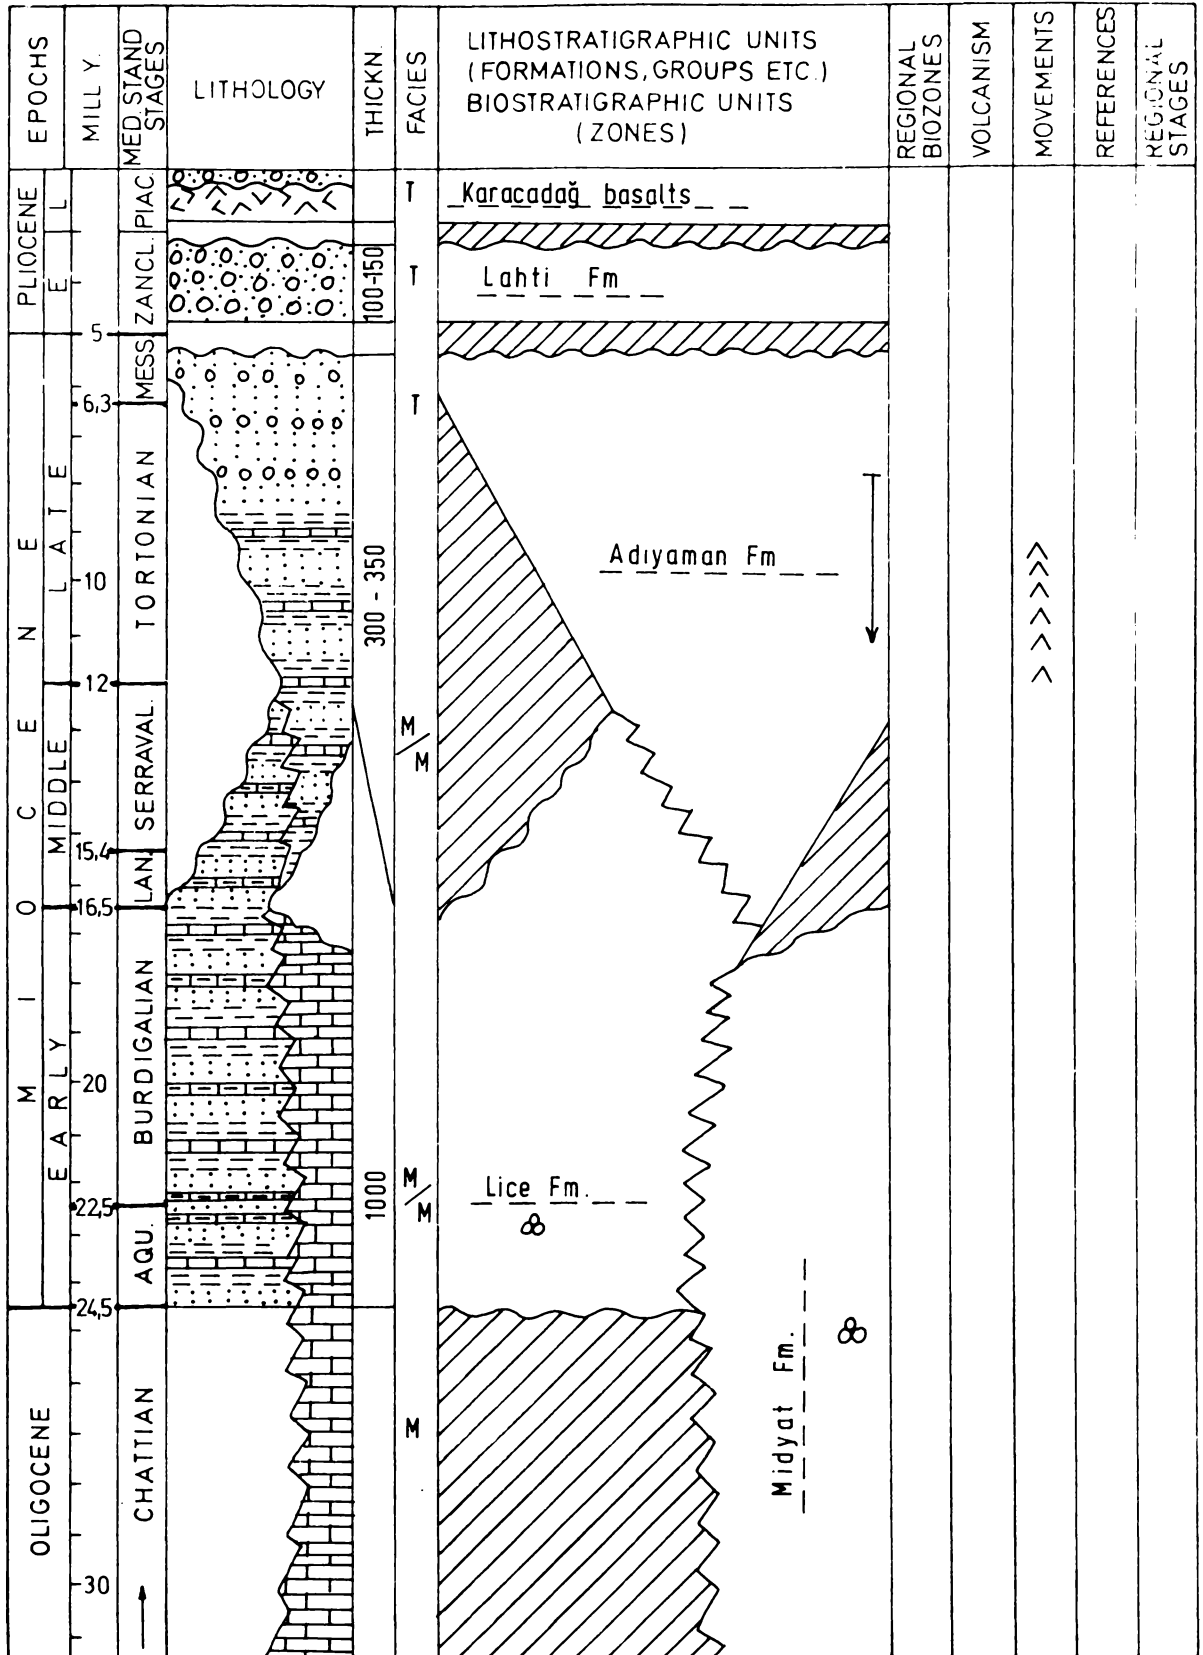 EPOCHS
MILL Y.
MED. STAND
STAGES
LITHOLOGY
THICKN.
FACIES
LITHOSTRATIGRAPHIC UNITS
(FORMATIONS, GROUPS ETC.)
BIOSTRATIGRAPHIC UNITS
(ZONES)
REGIONAL
BIOZONES
VOLCANISM
MOVEMENTS
REFERENCES
REGIONAL
STAGES
PLIOCENE
E L
PIAC.
T
Karacadağ basalts
ZANCL.
100-150
T
Lahti Fm
5
MIOCENE
LATE
MESS.
6,3
T
TORTONIAN
10
300 - 350
Adıyaman Fm
12
MIDDLE
SERRAVAL.
M/M
15,4
LAN.
16,5
EARLY
BURDIGALIAN
20
1000
M/M
Lice Fm.
22,5
AQU.
24,5
OLIGOCENE
CHATTIAN
M
Midyat Fm.
30